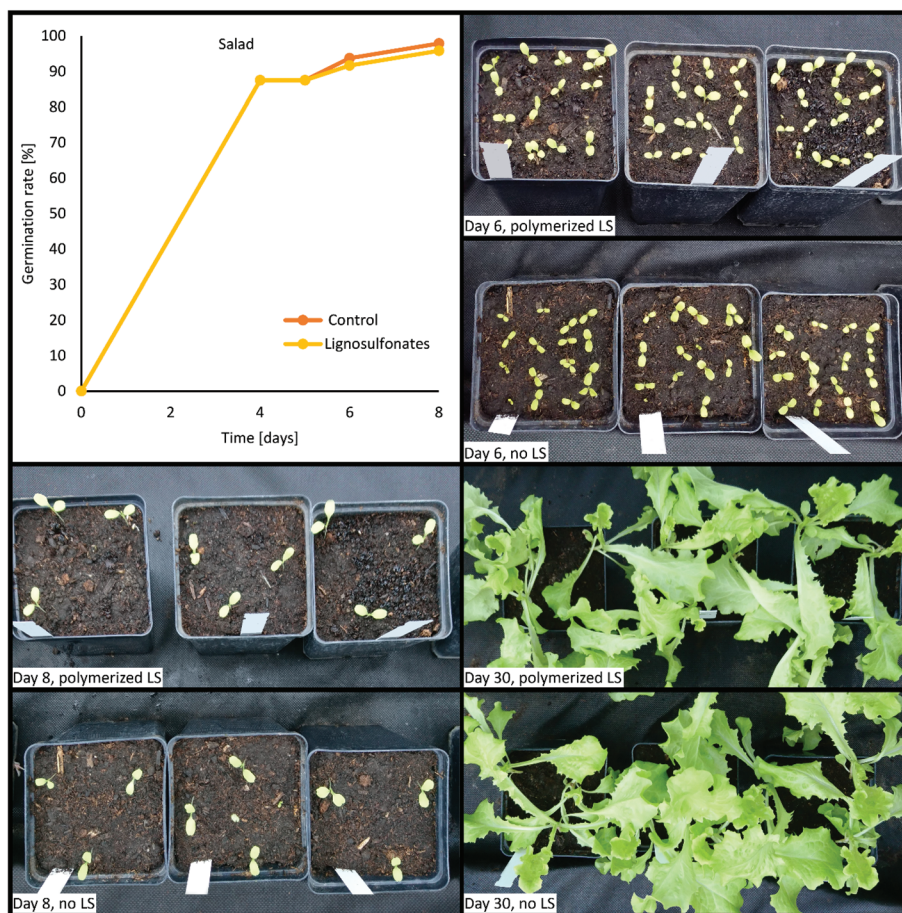 Salad
Germination rate [%]
100
90
80
70
60
50
40
30
20
10
0
0 2 4 6 8
Time [days]
Control
Lignosulfonates
Day 6, polymerized LS
Day 6, no LS
Day 8, polymerized LS
Day 30, polymerized LS
Day 8, no LS
Day 30, no LS